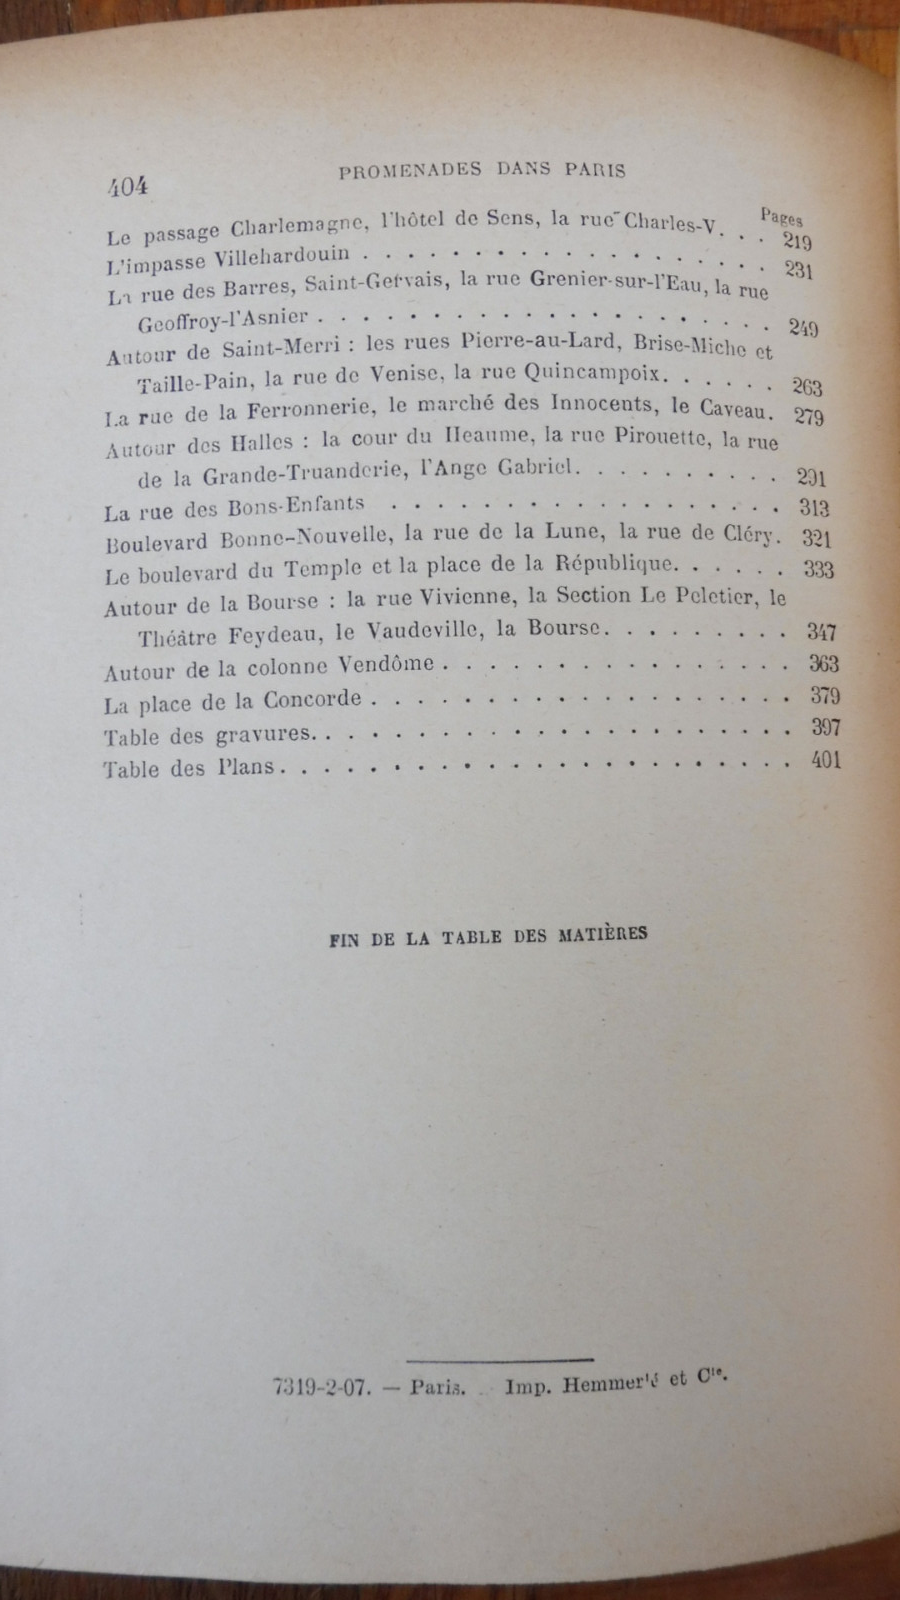 404 PROMENADES DANS PARIS
Pages
Le passage Charlemagne, l'hôtel de Sens, la rue Charles-V. . . 219
L'impasse Villehardouin . . . . . . . . . . . . . . . . . . 231
La rue des Barres, Saint-Gervais, la rue Grenier-sur-l'Eau, la rue
Geoffroy-l'Asnier . . . . . . . . . . . . . . . . . . . . 249
Autour de Saint-Merri : les rues Pierre-au-Lard, Brise-Miche et
Taille-Pain, la rue de Venise, la rue Quincampoix. . . . . . 263
La rue de la Ferronnerie, le marché des Innocents, le Caveau. 279
Autour des Halles : la cour du Heaume, la rue Pirouette, la rue
de la Grande-Truanderie, l'Ange Gabriel. . . . . . . . . . 291
La rue des Bons-Enfants . . . . . . . . . . . . . . . . . 313
Boulevard Bonne-Nouvelle, la rue de la Lune, la rue de Cléry. 321
Le boulevard du Temple et la place de la République. . . . . . 333
Autour de la Bourse : la rue Vivienne, la Section Le Peletier, le
Théâtre Feydeau, le Vaudeville, la Bourse. . . . . . . . . 347
Autour de la colonne Vendôme . . . . . . . . . . . . . . . 363
La place de la Concorde . . . . . . . . . . . . . . . . . . . 379
Table des gravures. . . . . . . . . . . . . . . . . . . . . . 397
Table des Plans . . . . . . . . . . . . . . . . . . . . . . . 401
FIN DE LA TABLE DES MATIÈRES
7319-2-07. — Paris. Imp. Hemmerlé et Cie.